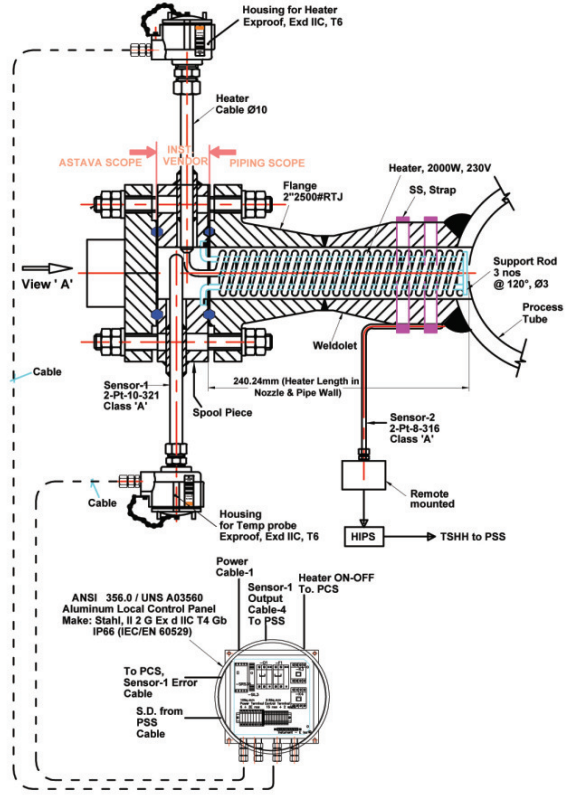 Housing for Heater
Exproof, Exd IIC, T6
Heater
Cable Ø10
ASTAVA SCOPE
INST.
VENDOR
PIPING SCOPE
Heater, 2000W, 230V
Flange
2"2500#RTJ
SS, Strap
View ' A'
Support Rod
3 nos
@ 120°, Ø3
Process
Tube
Weldolet
Cable
240.24mm (Heater Length in
Nozzle & Pipe Wall)
Sensor-1
2-Pt-10-321
Class 'A'
Spool Piece
Sensor-2
2-Pt-8-316
Class 'A'
Cable
Remote
mounted
Housing
for Temp probe
Exproof, Exd IIC, T6
HIPS
TSHH to PSS
Power
Cable-1
Sensor-1
Output
Cable-4
To PSS
Heater ON-OFF
To. PCS
ANSI 356.0 / UNS A03560
Aluminum Local Control Panel
Make: Stahl, II 2 G Ex d IIC T4 Gb
IP66 (IEC/EN 60529)
To PCS,
Sensor-1 Error
Cable
S.D. from
PSS
Cable